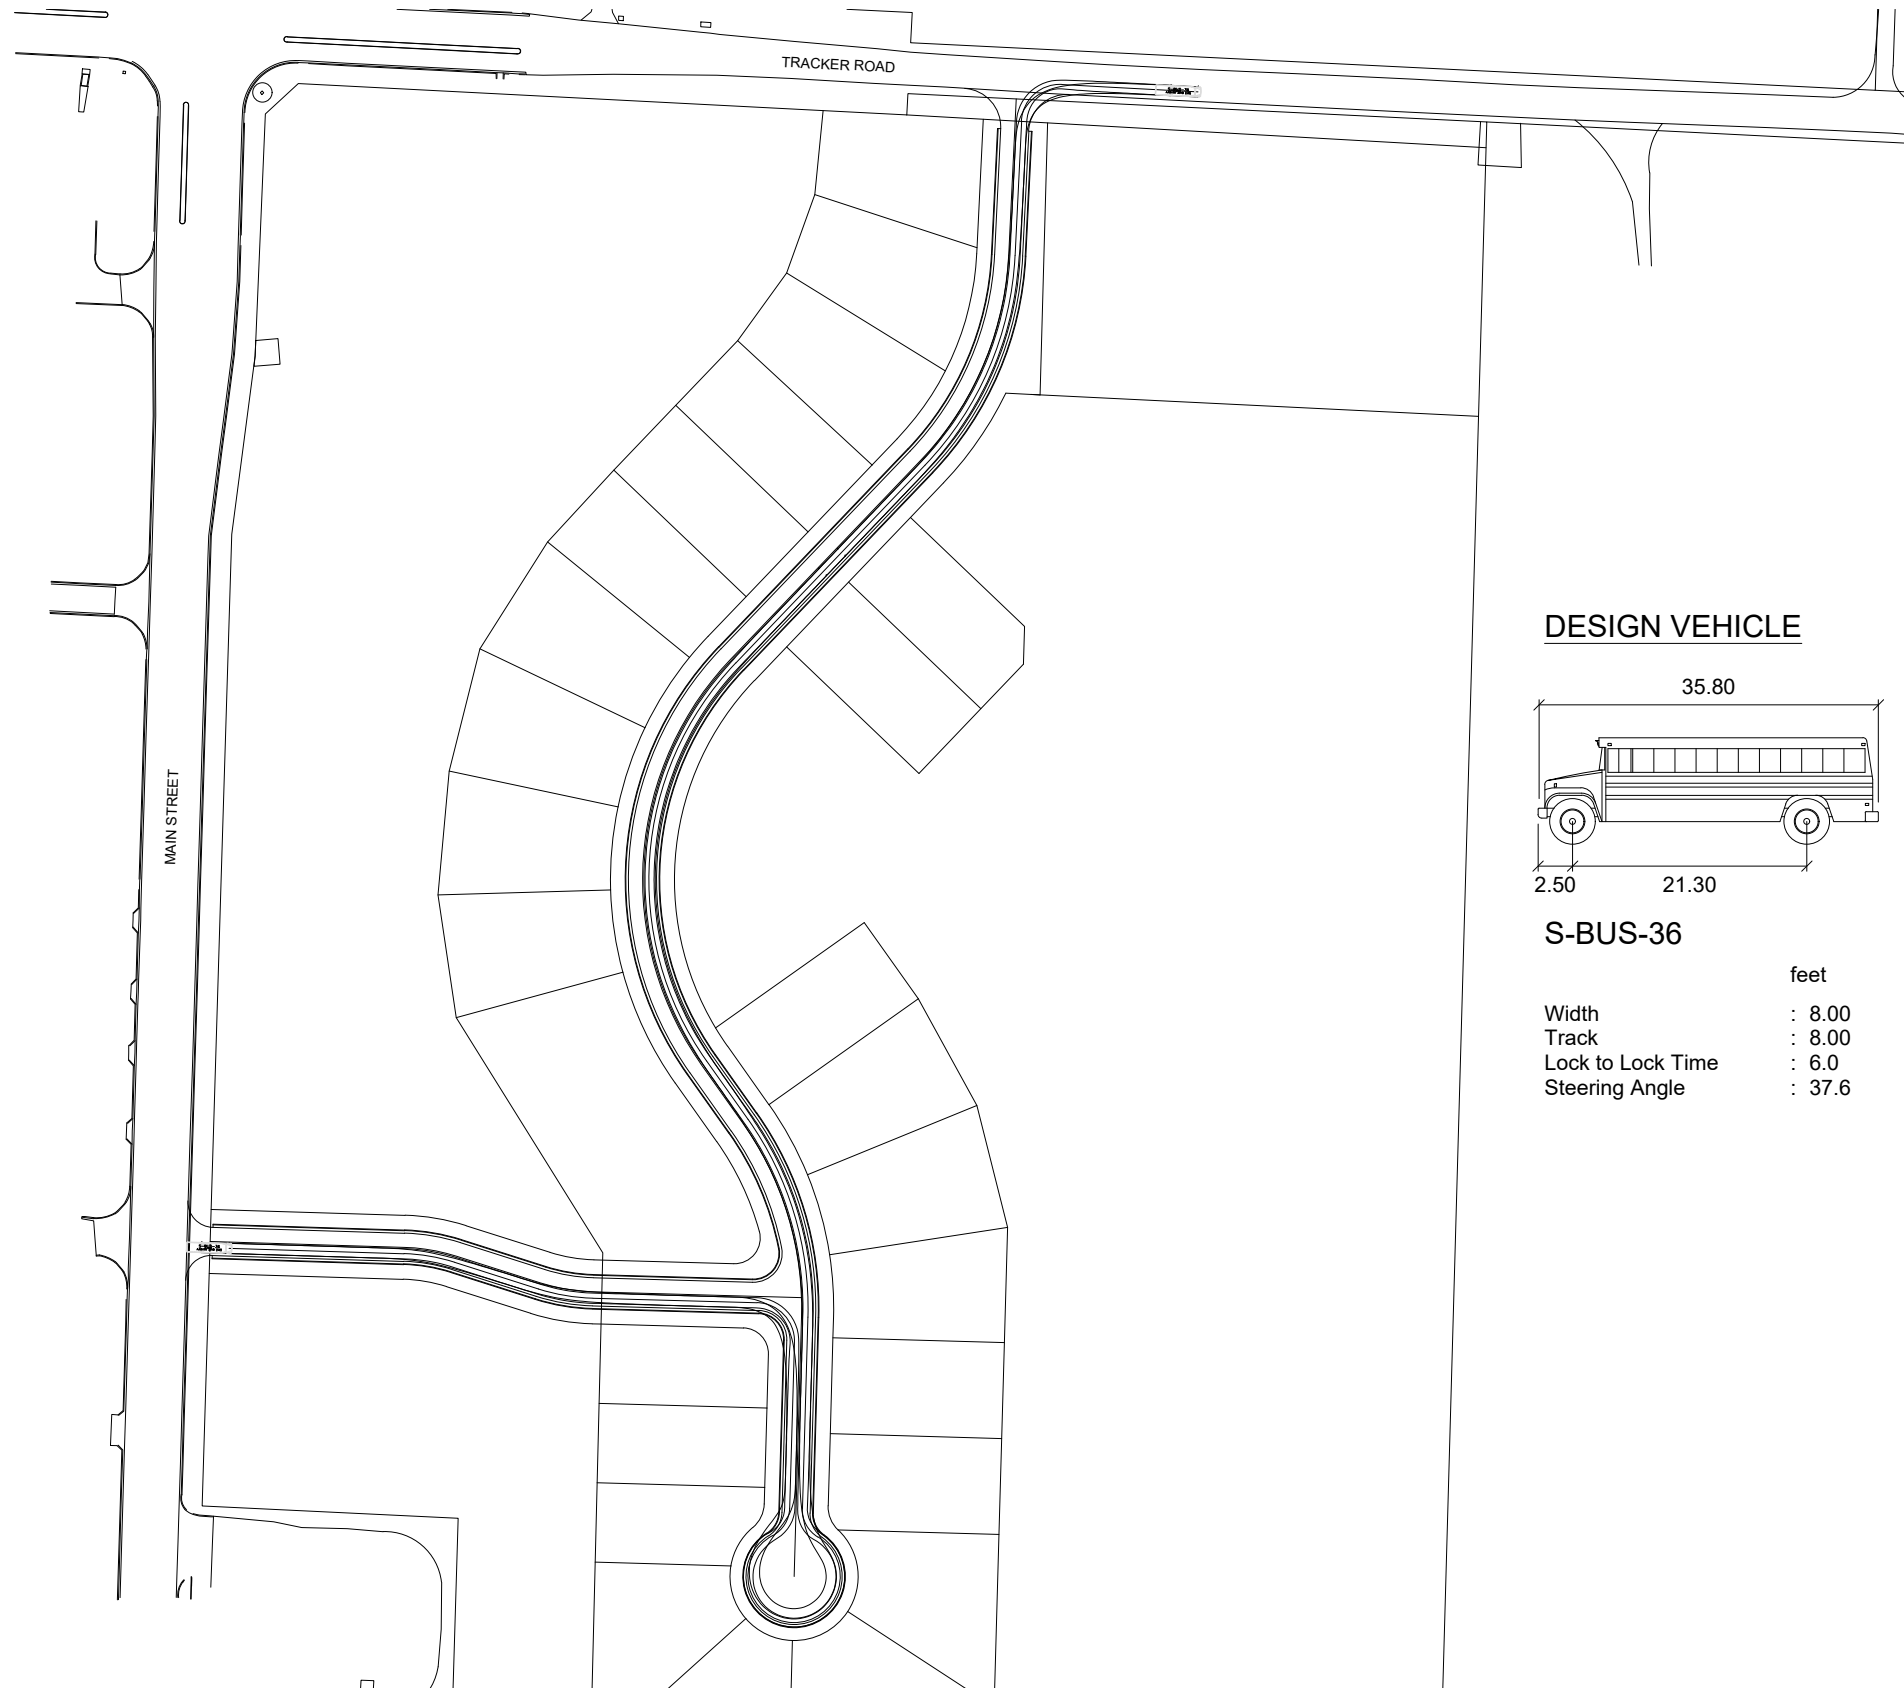 TRACKER ROAD
MAIN STREET
DESIGN VEHICLE
35.80
2.50
21.30
S-BUS-36
feet
Width : 8.00
Track : 8.00
Lock to Lock Time : 6.0
Steering Angle : 37.6